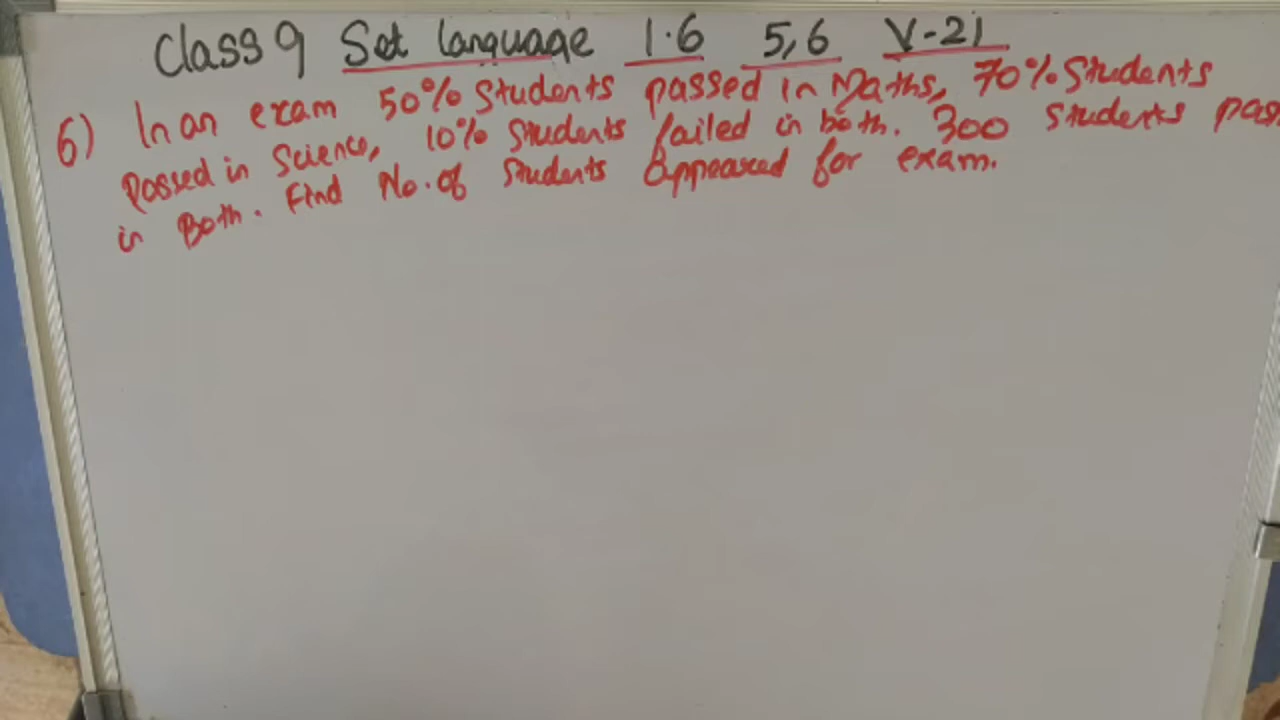 Class 9 Set language 1.6 5,6 V-21
6) In an exam 50% Students passed in Maths, 70% Students
passed in Science, 10% Students failed in both. 300 students pass
in Both. Find No. of Students Appeared for exam.